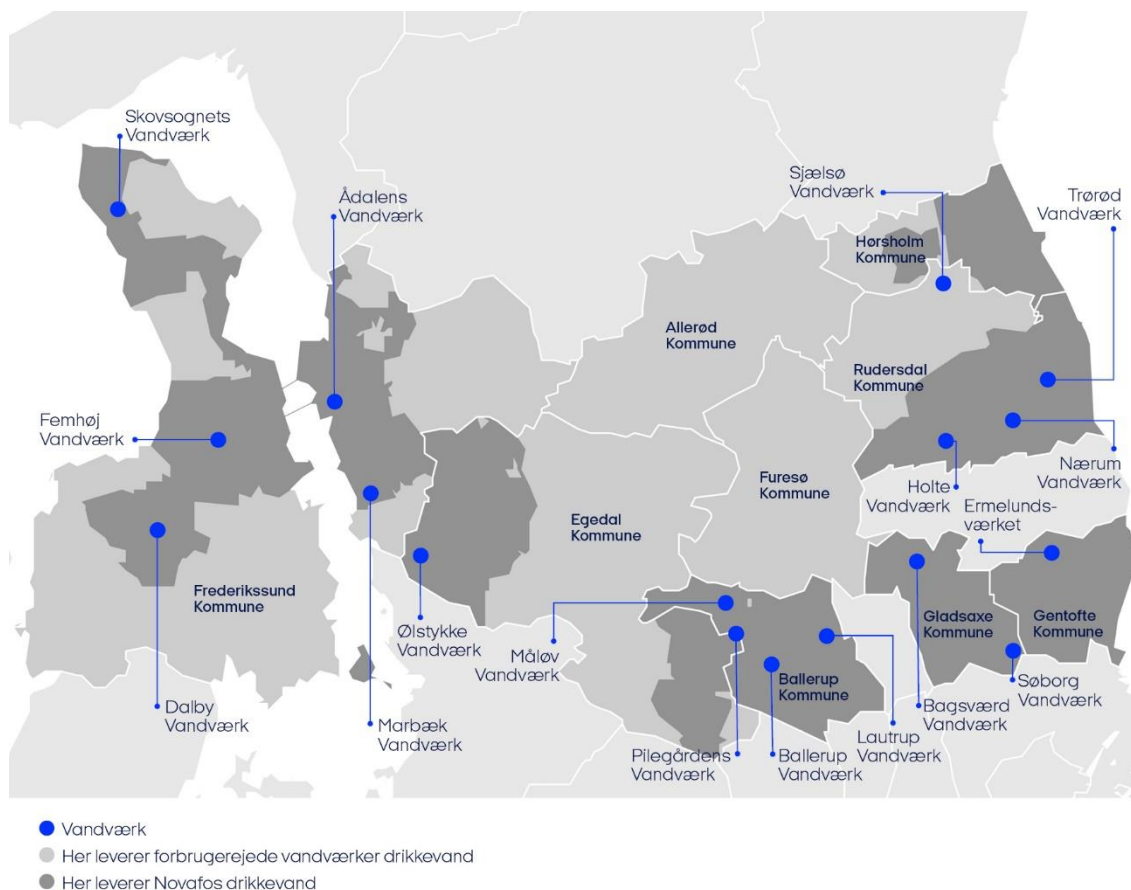 Skovsognets
Vandværk
Ådalens
Vandværk
Sjælsø
Vandværk
Trørød
Vandværk
Hørsholm
Kommune
Allerød
Kommune
Rudersdal
Kommune
Femhøj
Vandværk
Nærum
Vandværk
Holte
Vandværk
Furesø
Kommune
Egedal
Kommune
Ermelunds-
værket
Frederikssund
Kommune
Gladsaxe
Kommune
Gentofte
Kommune
Ølstykke
Vandværk
Måløv
Vandværk
Ballerup
Kommune
Søborg
Vandværk
Dalby
Vandværk
Marbæk
Vandværk
Bagsværd
Vandværk
Lautrup
Vandværk
Pilegårdens
Vandværk
Ballerup
Vandværk
Vandværk
Her leverer forbrugerejede vandværker drikkevand
Her leverer Novafos drikkevand